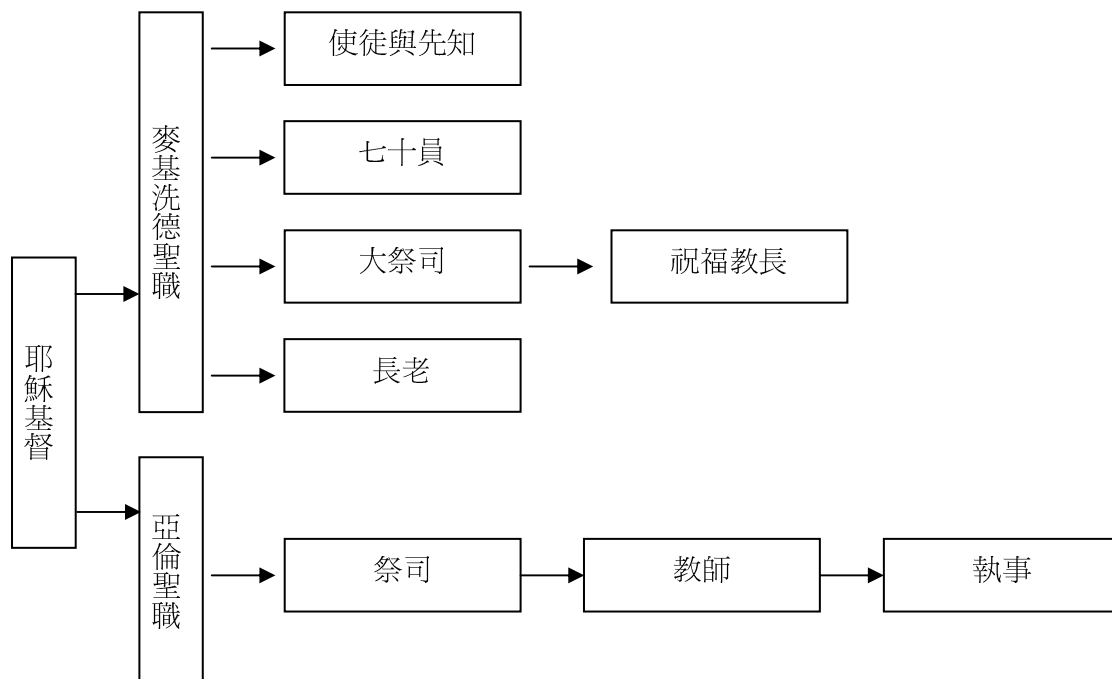 耶穌基督
麥基洗德聖職
使徒與先知
七十員
大祭司
祝福教長
長老
亞倫聖職
祭司
教師
執事